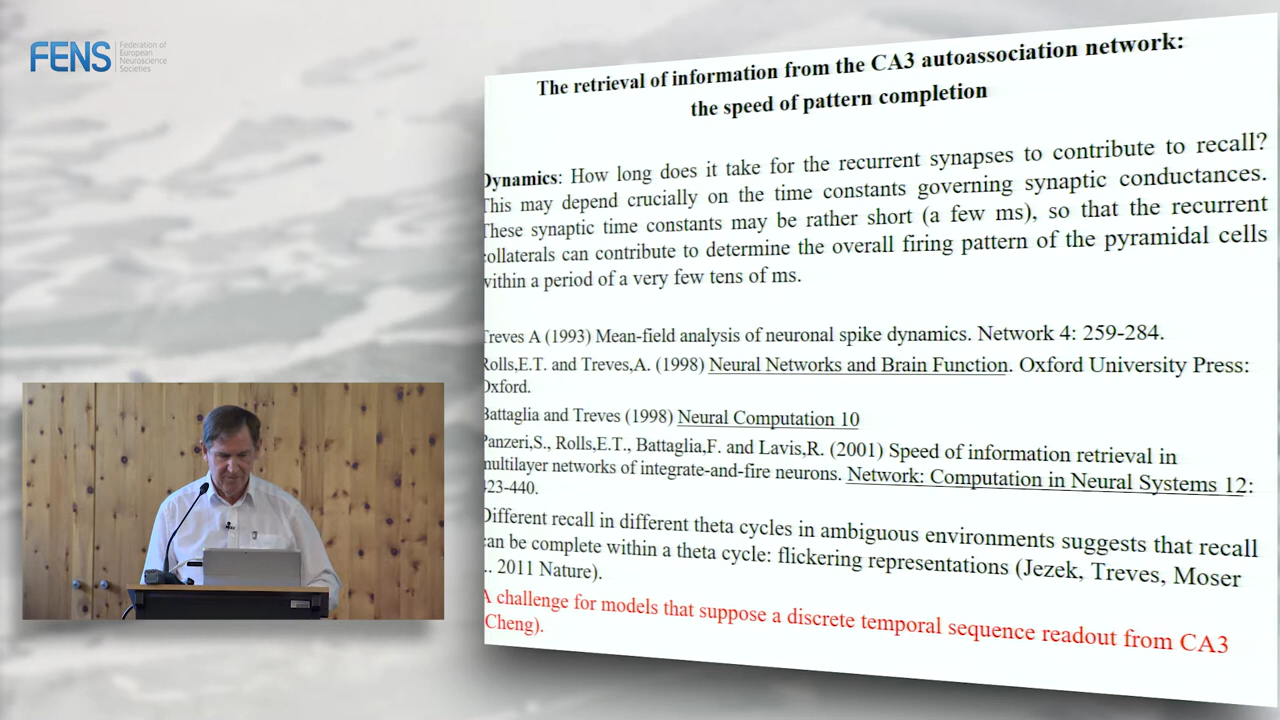 FENS
Federation of
European
Neuroscience
Societies
The retrieval of information from the CA3 autoassociation network:
the speed of pattern completion
Dynamics: How long does it take for the recurrent synapses to contribute to recall?
This may depend crucially on the time constants governing synaptic conductances.
These synaptic time constants may be rather short (a few ms), so that the recurrent
collaterals can contribute to determine the overall firing pattern of the pyramidal cells
within a period of a very few tens of ms.
Treves A (1993) Mean-field analysis of neuronal spike dynamics. Network 4: 259-284.
Rolls,E.T. and Treves,A. (1998) Neural Networks and Brain Function. Oxford University Press:
Oxford.
Battaglia and Treves (1998) Neural Computation 10
Panzeri,S., Rolls,E.T., Battaglia,F. and Lavis,R. (2001) Speed of information retrieval in
multilayer networks of integrate-and-fire neurons. Network: Computation in Neural Systems 12:
423-440.
Different recall in different theta cycles in ambiguous environments suggests that recall
can be complete within a theta cycle: flickering representations (Jezek, Treves, Moser
.. 2011 Nature).
A challenge for models that suppose a discrete temporal sequence readout from CA3
(Cheng).